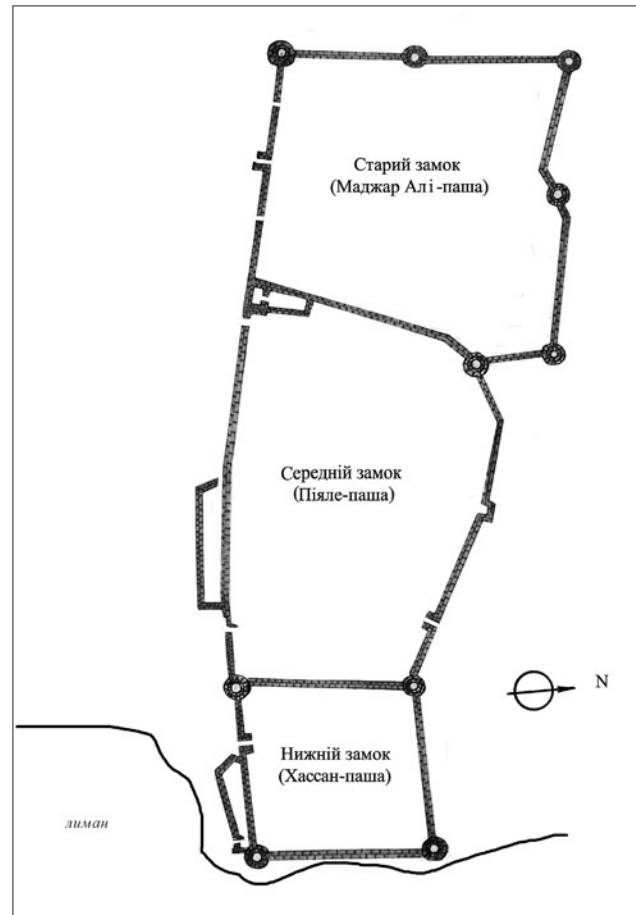 Старий замок
(Маджар Алі-паша)
Середній замок
(Піяле-паша)
N
Нижній замок
(Хассан-паша)
лиман